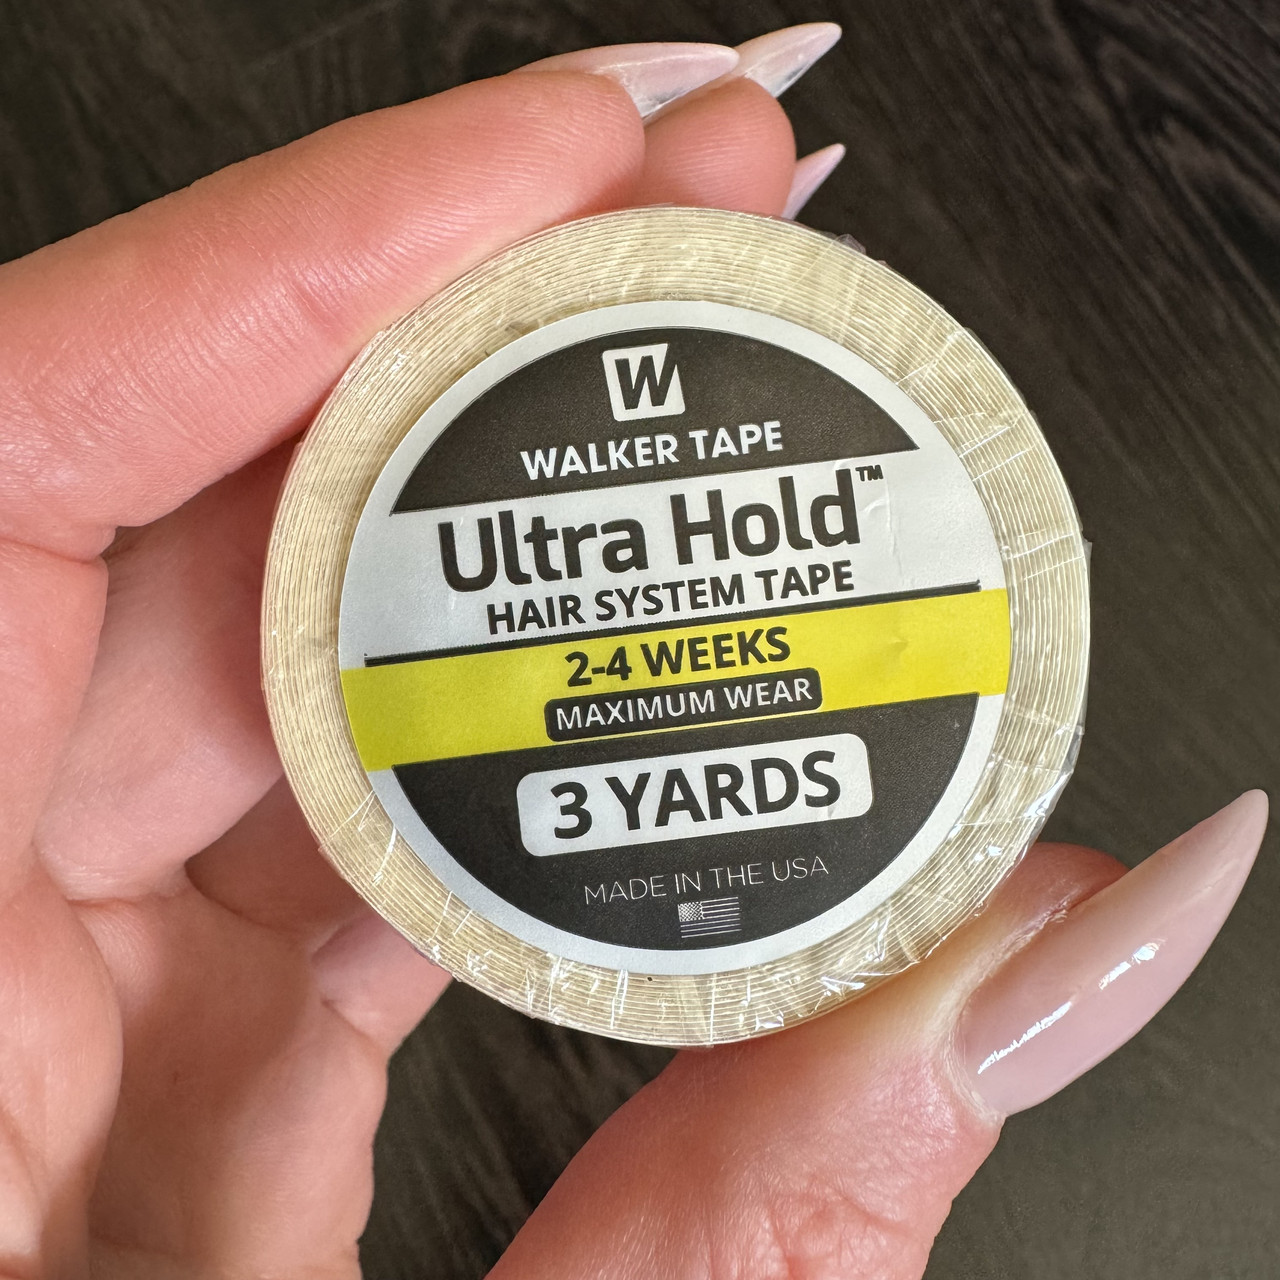 W
WALKER TAPE
Ultra Hold™
HAIR SYSTEM TAPE
2-4 WEEKS
MAXIMUM WEAR
3 YARDS
MADE IN THE USA